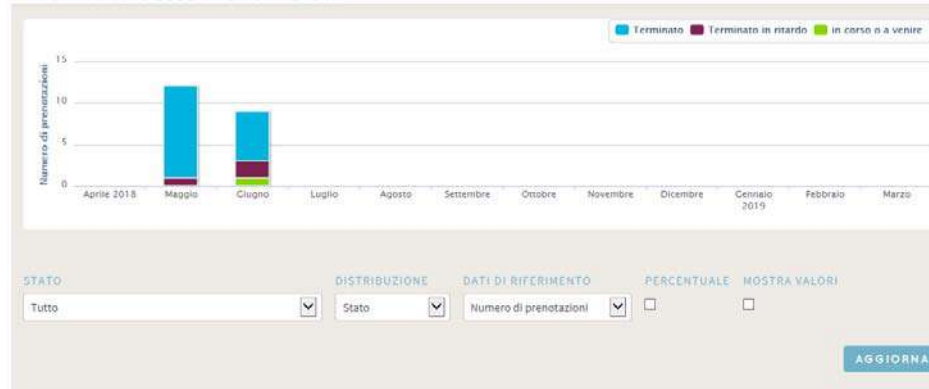 Terminato Terminato in ritardo in corso o a venire
Numero di prenotazioni
15
10
5
0
Aprile 2018 Maggio Giugno Luglio Agosto Settembre Ottobre Novembre Dicembre Gennaio 2019 Febbraio Marzo
STATO DISTRIBUZIONE DATI DI RIFERIMENTO PERCENTUALE MOSTRA VALORI
Tutto Stato Numero di prenotazioni
AGGIORNA